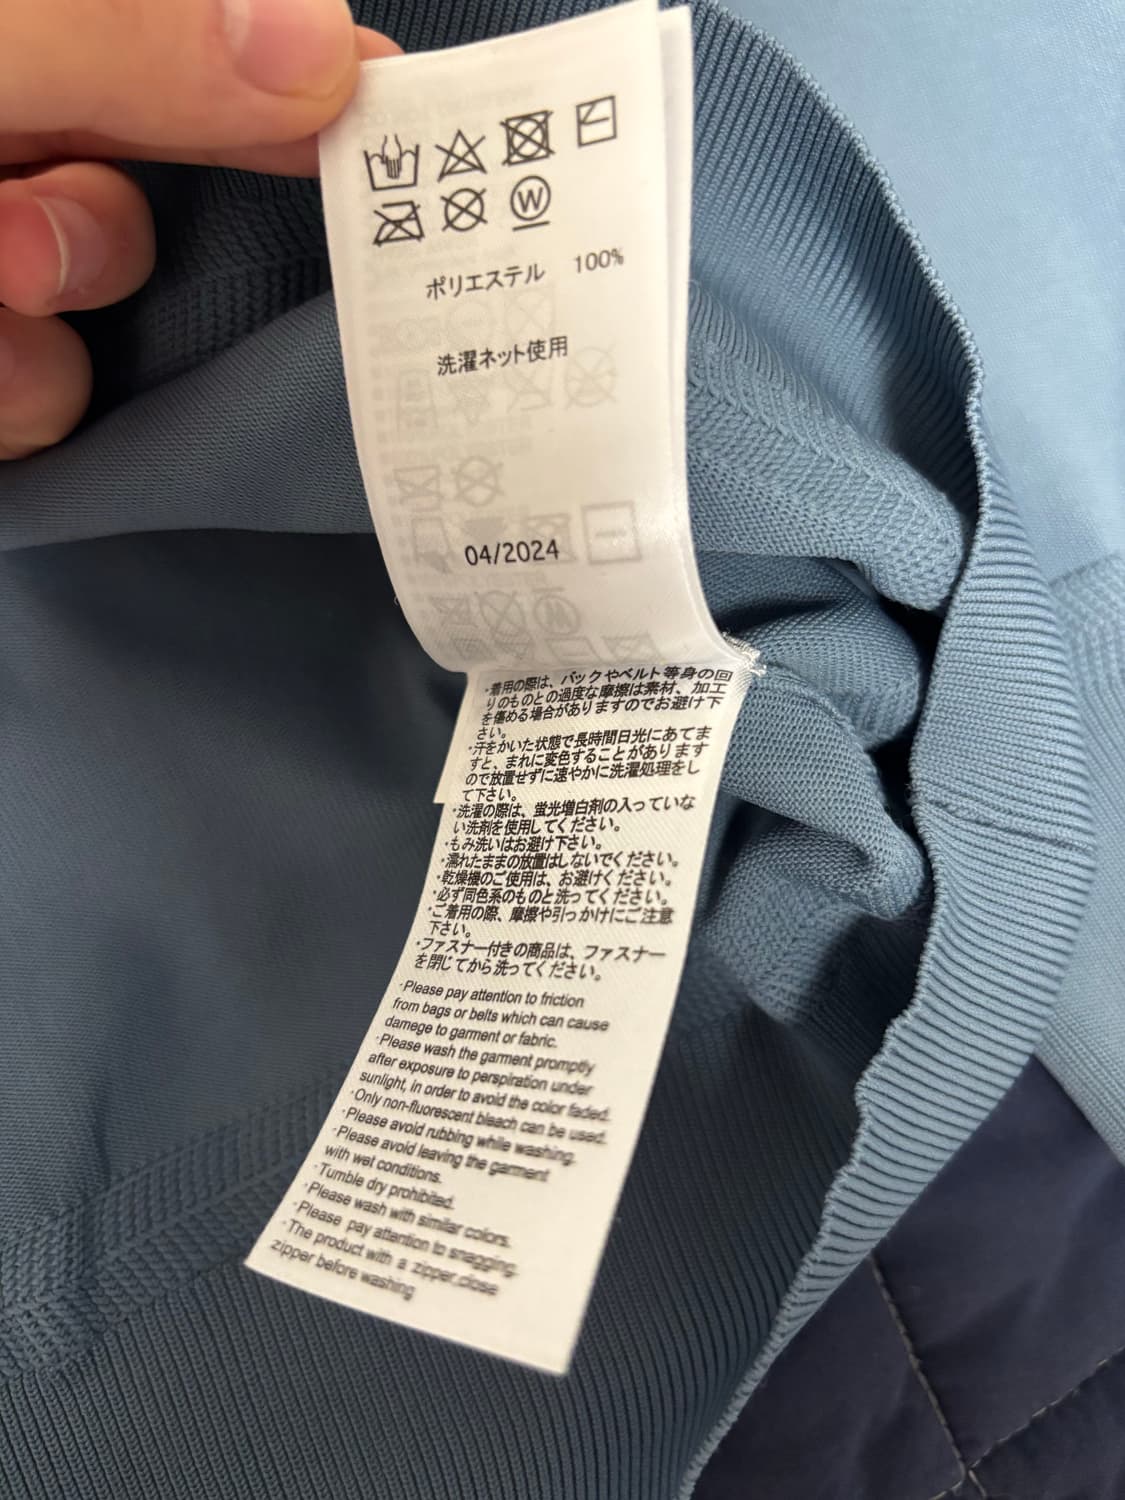 W
ポリエステル 100%
洗濯ネット使用
04/2024
・着用の際は、バックやベルト等身の回
りのものとの過度な摩擦は素材、加工
を傷める場合がありますのでお避け下
さい。
・汗をかいた状態で長時間日光にあてま
すと、まれに変色することがあります
ので放置せずに速やかに洗濯処理をし
て下さい。
・洗濯の際は、蛍光増白剤の入っていな
い洗剤を使用してください。
・もみ洗いはお避け下さい。
・濡れたままの放置はしないでください。
・乾燥機のご使用は、お避けください。
・必ず同色系のものと洗ってください。
・ご着用の際、摩擦や引っかけにご注意
下さい。
・ファスナー付きの商品は、ファスナー
を閉じてから洗ってください。
·Please pay attention to friction
from bags or belts which can cause
damege to garment or fabric.
·Please wash the garment promptly
after exposure to perspiration under
sunlight, in order to avoid the color faded.
·Only non-fluorescent bleach can be used.
·Please avoid rubbing while washing.
·Please avoid leaving the garment
with wet conditions.
·Tumble dry prohibited.
·Please wash with similar colors.
·Please pay attention to snagging.
·The product with a zipper,close
zipper before washing